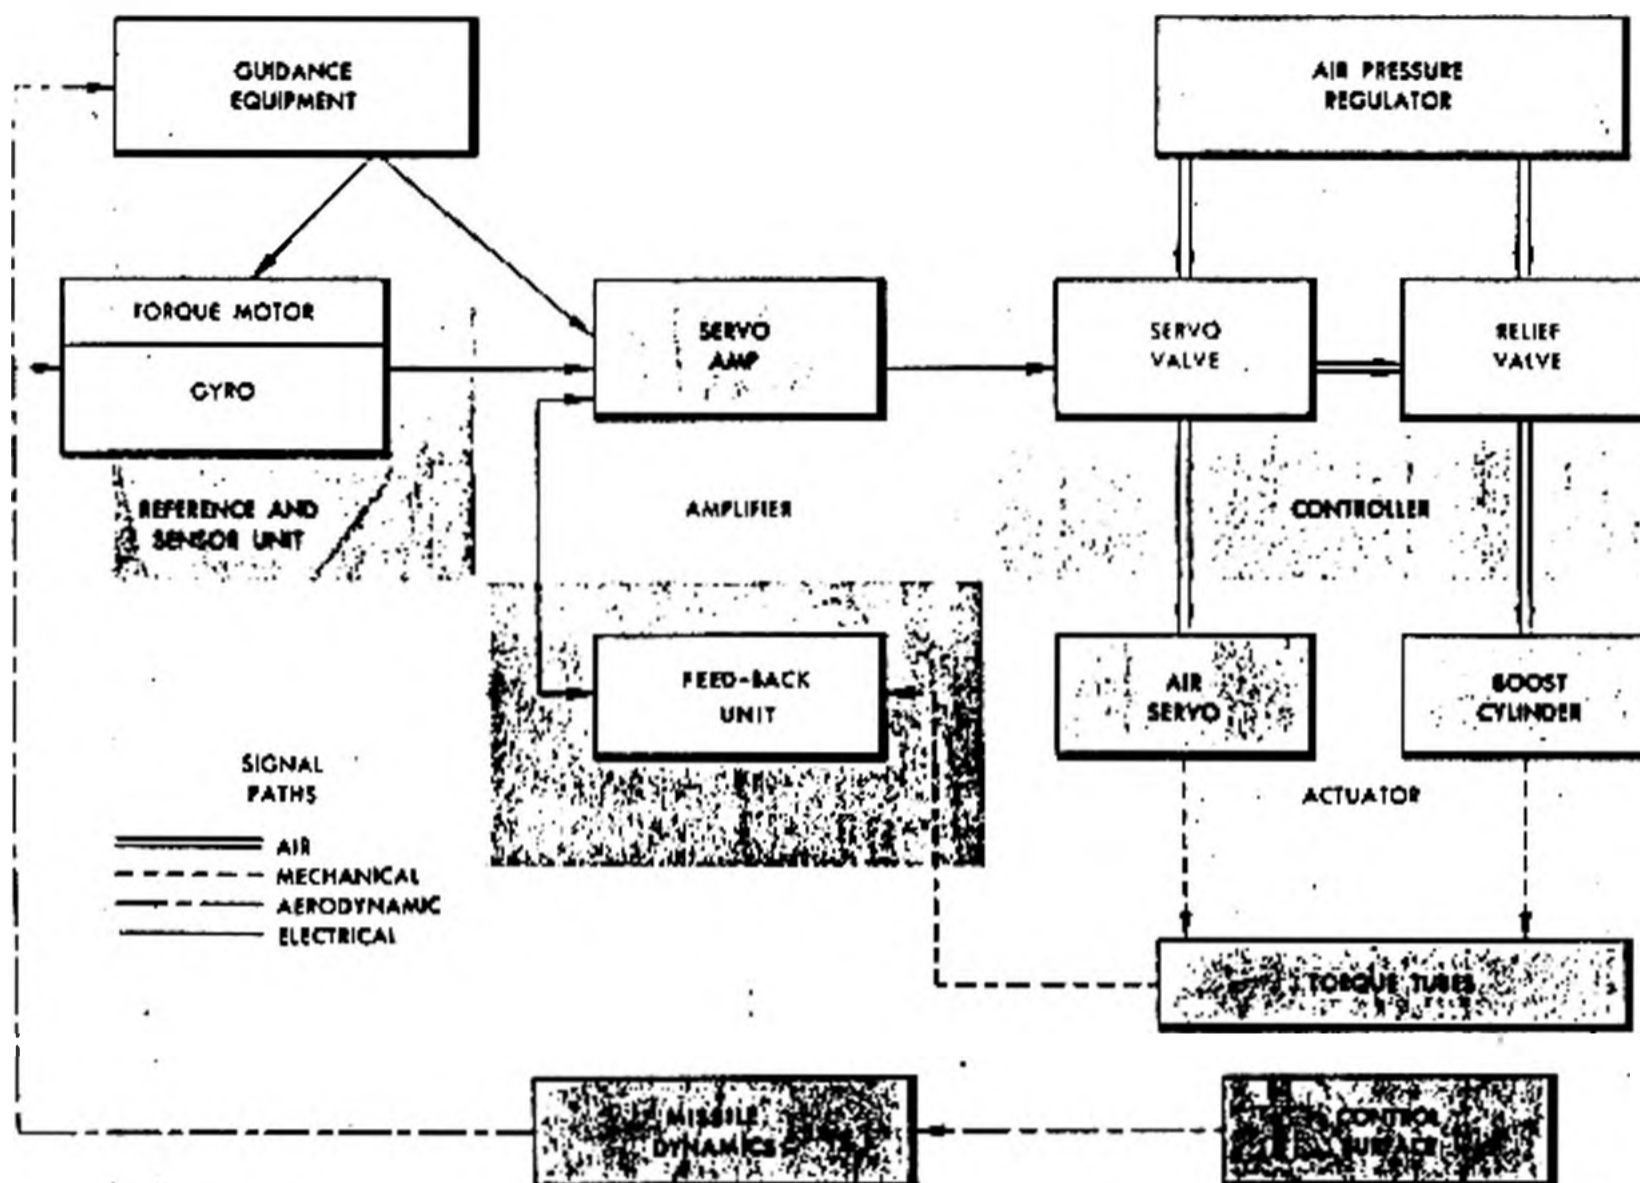 GUIDANCE
EQUIPMENT
AIR PRESSURE
REGULATOR
TORQUE MOTOR
GYRO
SERVO
AMP
SERVO
VALVE
RELIEF
VALVE
REFERENCE AND
SENSOR UNIT
AMPLIFIER
CONTROLLER
FEED-BACK
UNIT
AIR
SERVO
BOOST
CYLINDER
SIGNAL
PATHS
AIR
MECHANICAL
AERODYNAMIC
ELECTRICAL
ACTUATOR
TORQUE TUBES
MISSILE
DYNAMICS
CONTROL
SURFACE